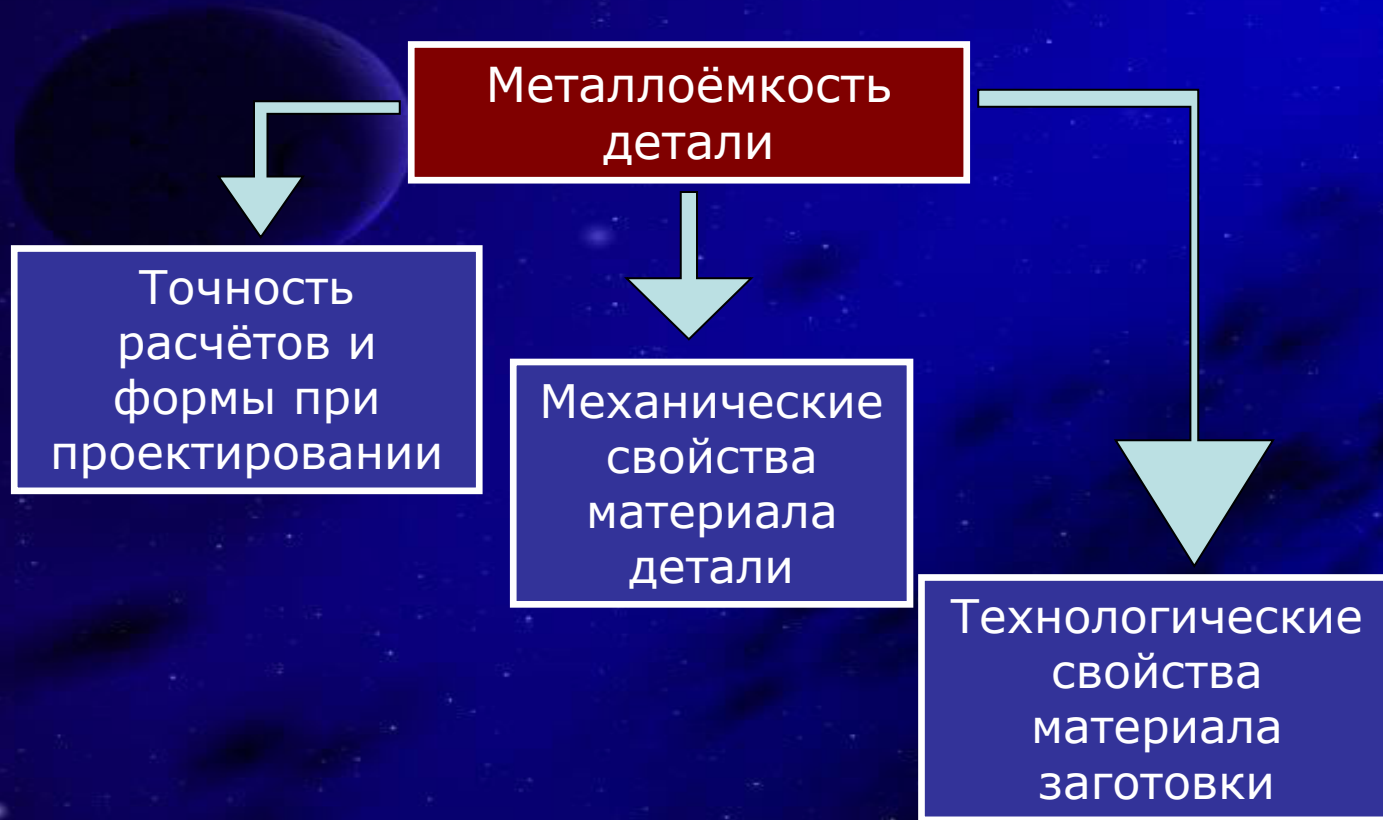 Металлоёмкость
детали
Точность
расчётов и
формы при
проектировании
Механические
свойства
материала
детали
Технологические
свойства
материала
заготовки